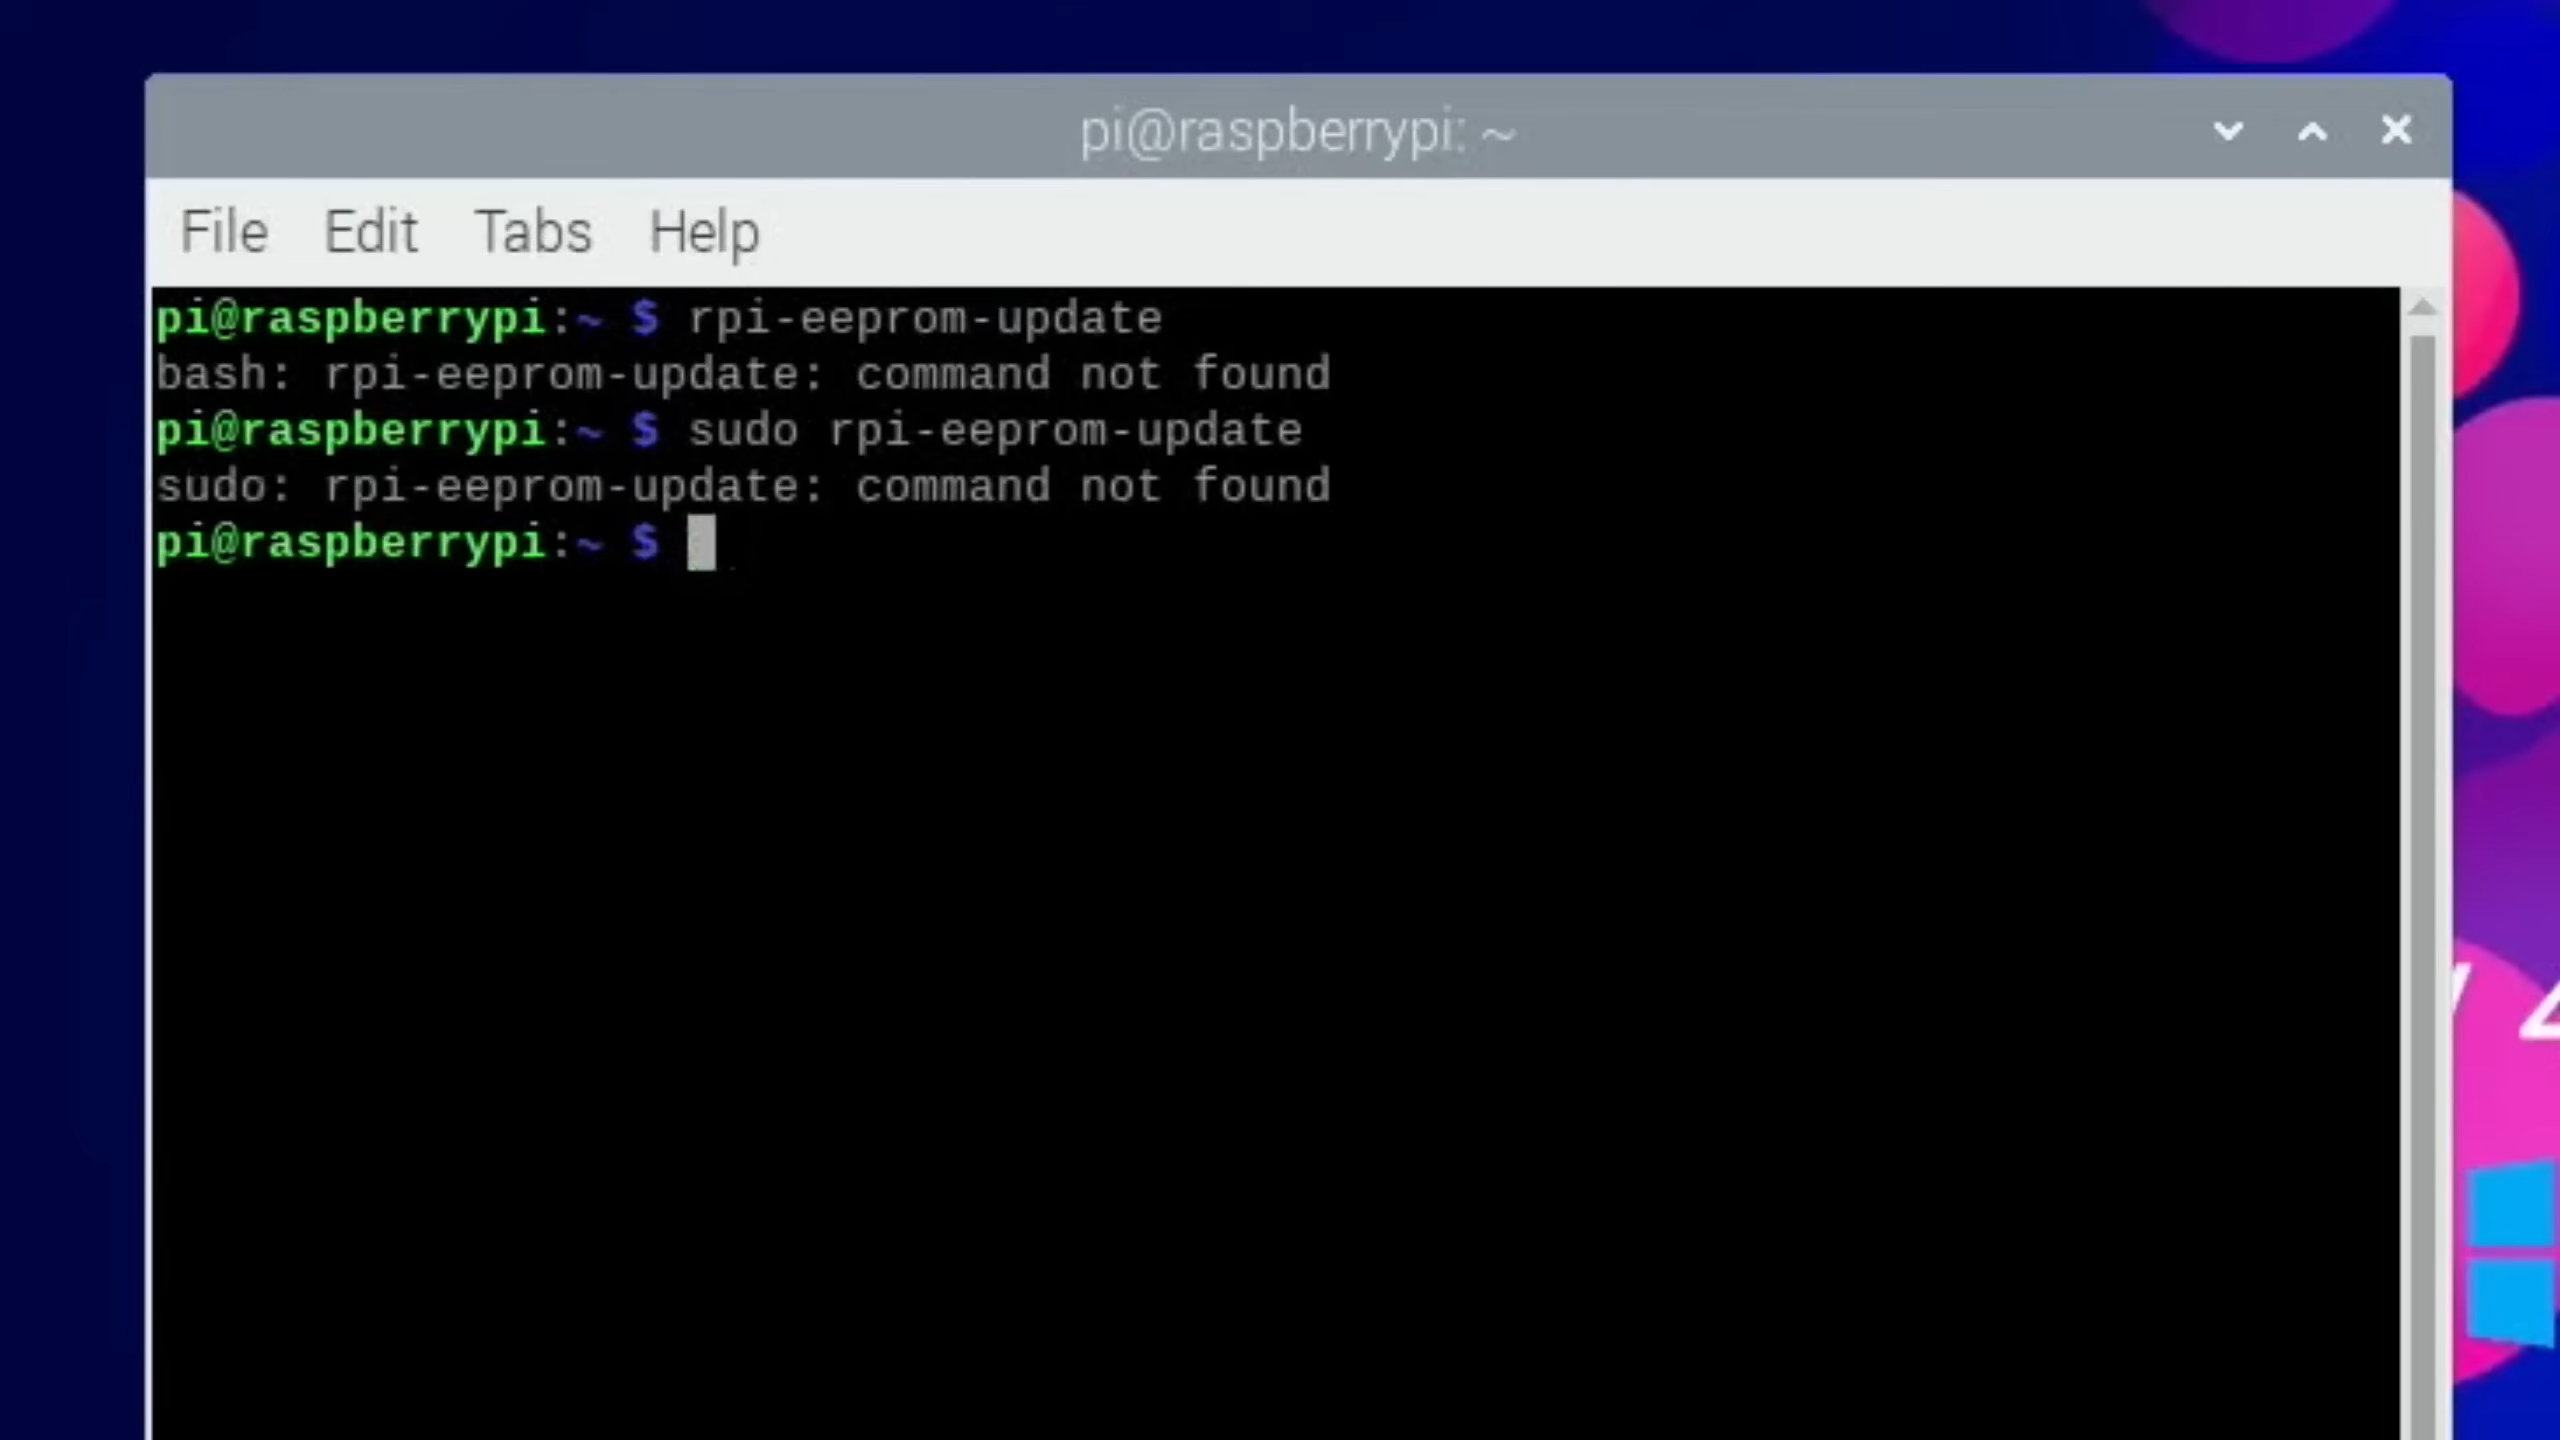 pi@raspberrypi: ~
File Edit Tabs Help
pi@raspberrypi:~ $ rpi-eeprom-update
bash: rpi-eeprom-update: command not found
pi@raspberrypi:~ $ sudo rpi-eeprom-update
sudo: rpi-eeprom-update: command not found
pi@raspberrypi:~ $